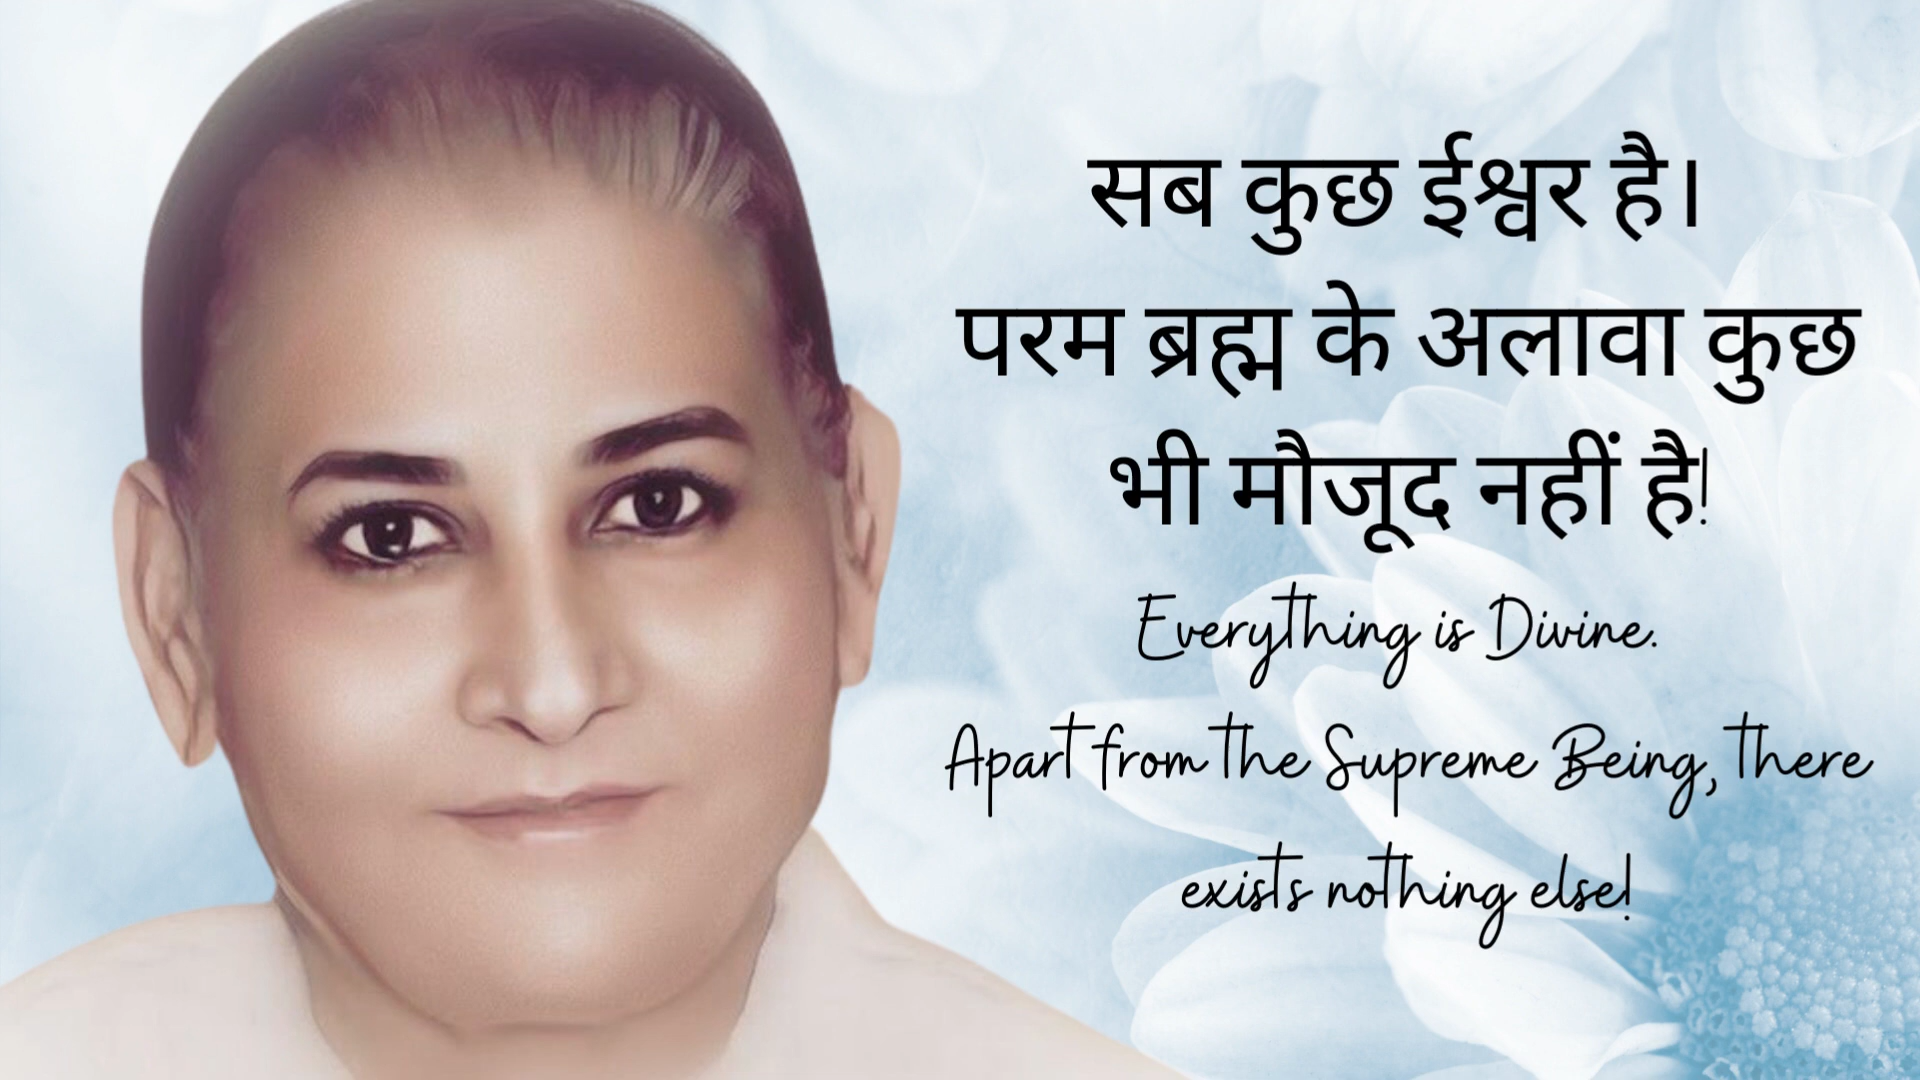 सब कुछ ईश्वर है।
परम ब्रह्म के अलावा कुछ
भी मौजूद नहीं है!
Everything is Divine.
Apart from the Supreme Being, there
exists nothing else!